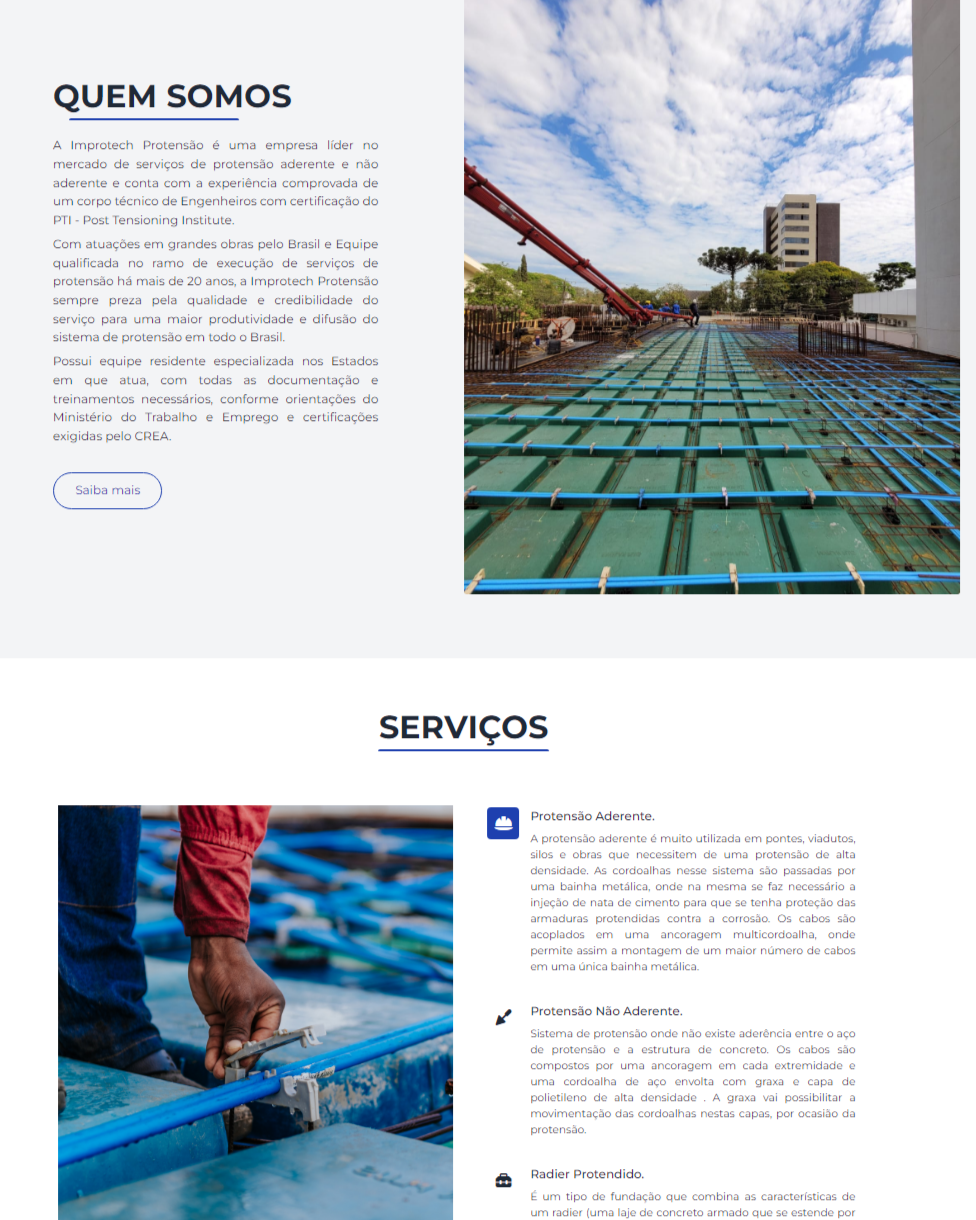 QUEM SOMOS
A Improtech Protensão é uma empresa líder no
mercado de serviços de protensão aderente e não
aderente e conta com a experiência comprovada de
um corpo técnico de Engenheiros com certificação do
PTI - Post Tensioning Institute.
Com atuações em grandes obras pelo Brasil e Equipe
qualificada no ramo de execução de serviços de
protensão há mais de 20 anos, a Improtech Protensão
sempre preza pela qualidade e credibilidade do
serviço para uma maior produtividade e difusão do
sistema de protensão em todo o Brasil.
Possui equipe residente especializada nos Estados
em que atua, com todas as documentação e
treinamentos necessários, conforme orientações do
Ministério do Trabalho e Emprego e certificações
exigidas pelo CREA.
Saiba mais
SERVIÇOS
Protensão Aderente.
A protensão aderente é muito utilizada em pontes, viadutos,
silos e obras que necessitem de uma protensão de alta
densidade. As cordoalhas nesse sistema são passadas por
uma bainha metálica, onde na mesma se faz necessário a
injeção de nata de cimento para que se tenha proteção das
armaduras protendidas contra a corrosão. Os cabos são
acoplados em uma ancoragem multicordoalha, onde
permite assim a montagem de um maior número de cabos
em uma única bainha metálica.
Protensão Não Aderente.
Sistema de protensão onde não existe aderência entre o aço
de protensão e a estrutura de concreto. Os cabos são
compostos por uma ancoragem em cada extremidade e
uma cordoalha de aço envolta com graxa e capa de
polietileno de alta densidade . A graxa vai possibilitar a
movimentação das cordoalhas nestas capas, por ocasião da
protensão.
Radier Protendido.
É um tipo de fundação que combina as características de
um radier (uma laje de concreto armado que se estende por